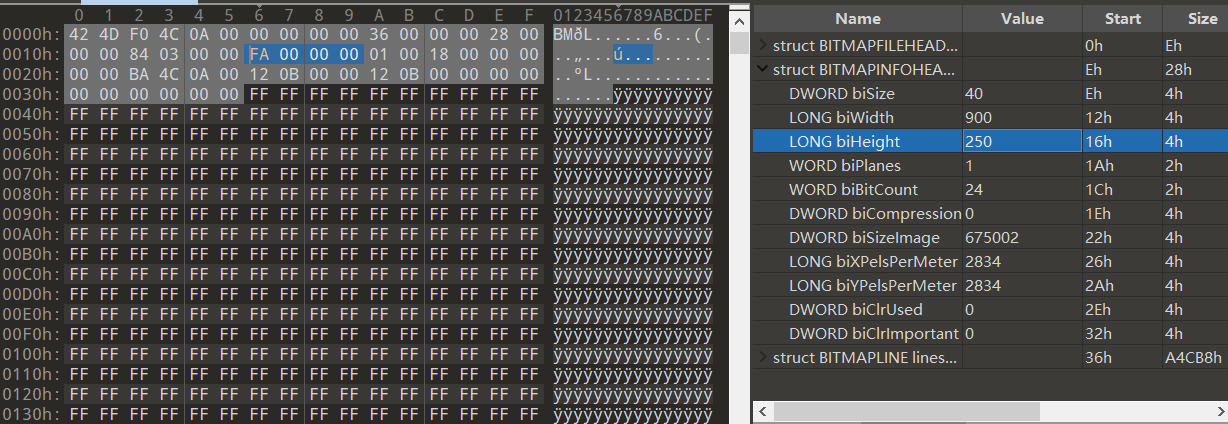 0 1 2 3 4 5 6 7 8 9 A B C D E F 0123456789ABCDEF
0000h: 42 4D F0 4C 0A 00 00 00 00 00 36 00 00 00 28 00 BMðL......6...(.
0010h: 00 00 84 03 00 00 FA 00 00 00 01 00 18 00 00 00 ..„...ú.........
0020h: 00 00 BA 4C 0A 00 12 0B 00 00 12 0B 00 00 00 00 ..ºL............
0030h: 00 00 00 00 00 00 FF FF FF FF FF FF FF FF FF FF ......ÿÿÿÿÿÿÿÿÿÿ
0040h: FF FF FF FF FF FF FF FF FF FF FF FF FF FF FF FF ÿÿÿÿÿÿÿÿÿÿÿÿÿÿÿÿ
0050h: FF FF FF FF FF FF FF FF FF FF FF FF FF FF FF FF ÿÿÿÿÿÿÿÿÿÿÿÿÿÿÿÿ
0060h: FF FF FF FF FF FF FF FF FF FF FF FF FF FF FF FF ÿÿÿÿÿÿÿÿÿÿÿÿÿÿÿÿ
0070h: FF FF FF FF FF FF FF FF FF FF FF FF FF FF FF FF ÿÿÿÿÿÿÿÿÿÿÿÿÿÿÿÿ
0080h: FF FF FF FF FF FF FF FF FF FF FF FF FF FF FF FF ÿÿÿÿÿÿÿÿÿÿÿÿÿÿÿÿ
0090h: FF FF FF FF FF FF FF FF FF FF FF FF FF FF FF FF ÿÿÿÿÿÿÿÿÿÿÿÿÿÿÿÿ
00A0h: FF FF FF FF FF FF FF FF FF FF FF FF FF FF FF FF ÿÿÿÿÿÿÿÿÿÿÿÿÿÿÿÿ
00B0h: FF FF FF FF FF FF FF FF FF FF FF FF FF FF FF FF ÿÿÿÿÿÿÿÿÿÿÿÿÿÿÿÿ
00C0h: FF FF FF FF FF FF FF FF FF FF FF FF FF FF FF FF ÿÿÿÿÿÿÿÿÿÿÿÿÿÿÿÿ
00D0h: FF FF FF FF FF FF FF FF FF FF FF FF FF FF FF FF ÿÿÿÿÿÿÿÿÿÿÿÿÿÿÿÿ
00E0h: FF FF FF FF FF FF FF FF FF FF FF FF FF FF FF FF ÿÿÿÿÿÿÿÿÿÿÿÿÿÿÿÿ
00F0h: FF FF FF FF FF FF FF FF FF FF FF FF FF FF FF FF ÿÿÿÿÿÿÿÿÿÿÿÿÿÿÿÿ
0100h: FF FF FF FF FF FF FF FF FF FF FF FF FF FF FF FF ÿÿÿÿÿÿÿÿÿÿÿÿÿÿÿÿ
0110h: FF FF FF FF FF FF FF FF FF FF FF FF FF FF FF FF ÿÿÿÿÿÿÿÿÿÿÿÿÿÿÿÿ
0120h: FF FF FF FF FF FF FF FF FF FF FF FF FF FF FF FF ÿÿÿÿÿÿÿÿÿÿÿÿÿÿÿÿ
0130h: FF FF FF FF FF FF FF FF FF FF FF FF FF FF FF FF ÿÿÿÿÿÿÿÿÿÿÿÿÿÿÿÿ
Name Value Start Size
struct BITMAPFILEHEAD... 0h Eh
struct BITMAPINFOHEA... Eh 28h
DWORD biSize 40 Eh 4h
LONG biWidth 900 12h 4h
LONG biHeight 250 16h 4h
WORD biPlanes 1 1Ah 2h
WORD biBitCount 24 1Ch 2h
DWORD biCompression 0 1Eh 4h
DWORD biSizeImage 675002 22h 4h
LONG biXPelsPerMeter 2834 26h 4h
LONG biYPelsPerMeter 2834 2Ah 4h
DWORD biClrUsed 0 2Eh 4h
DWORD biClrImportant 0 32h 4h
struct BITMAPLINE lines... 36h A4CB8h